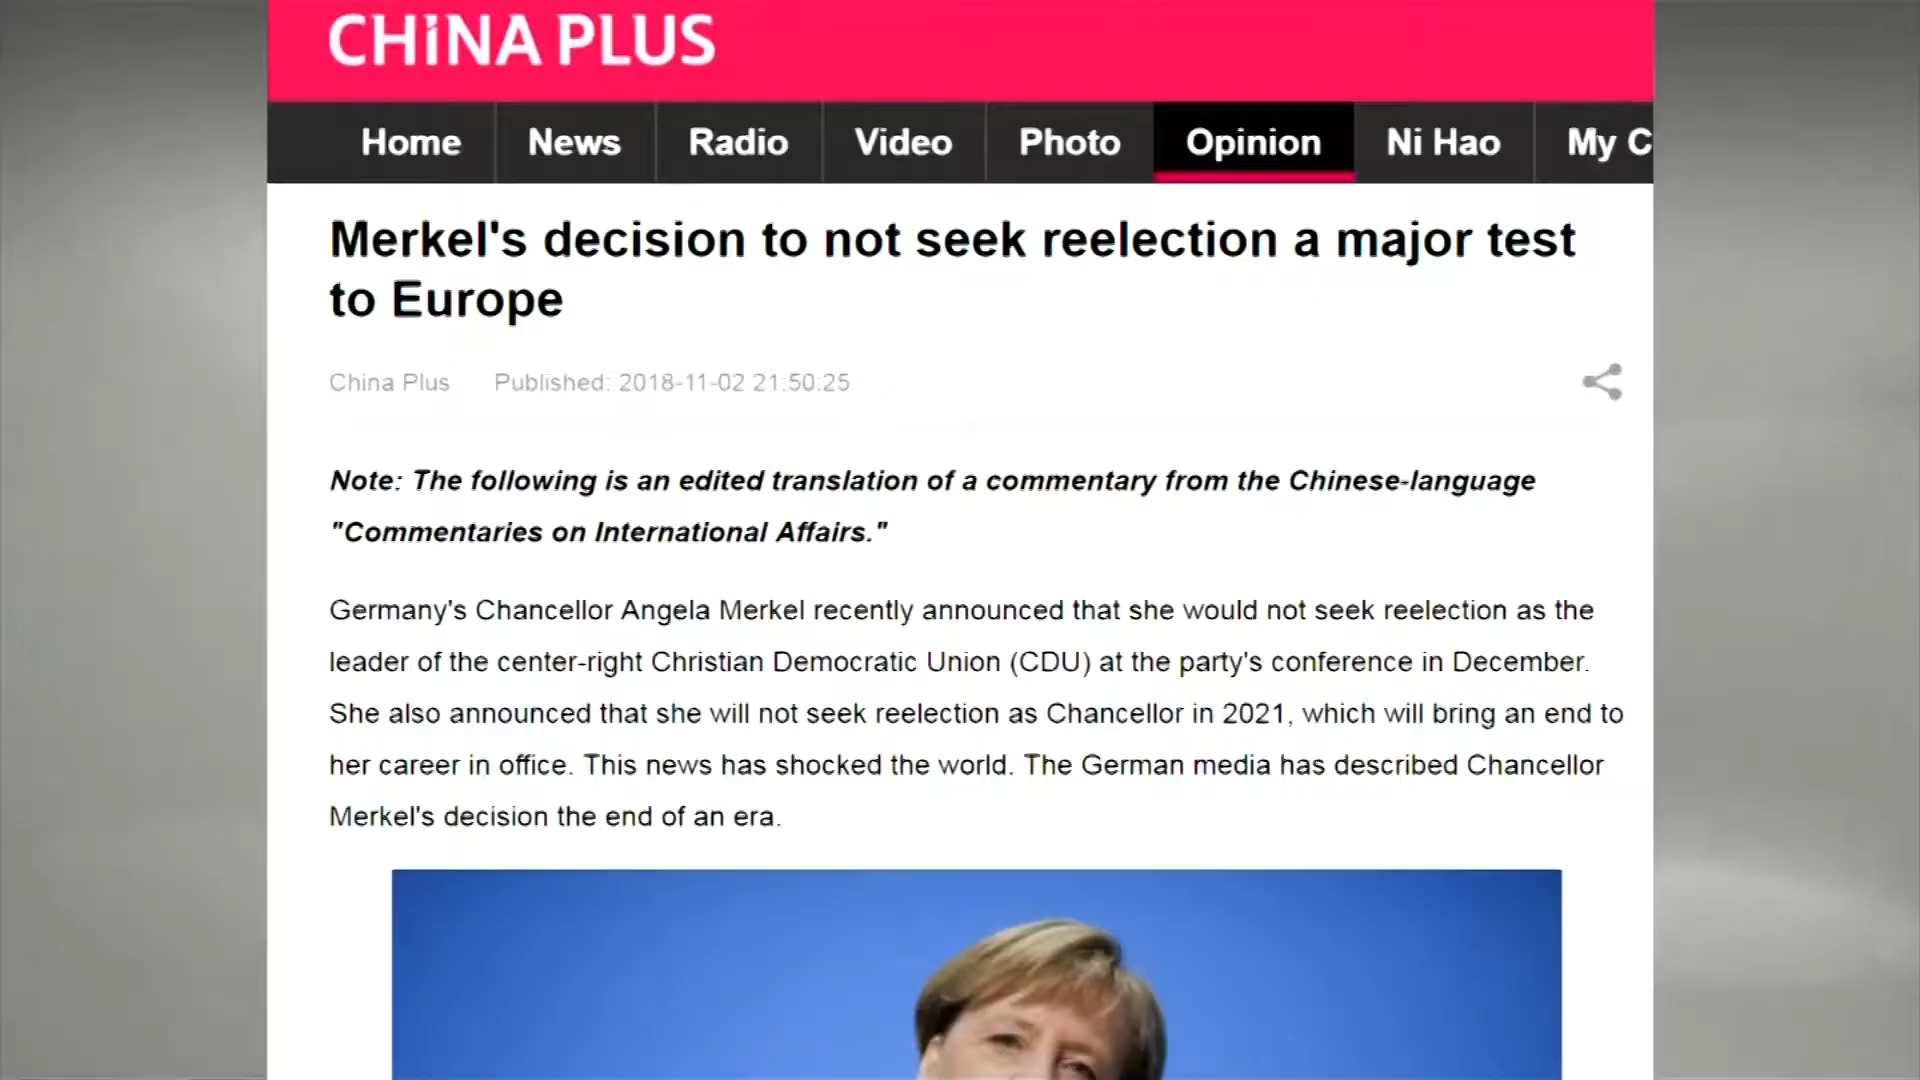 CHiNA PLUS
Home News Radio Video Photo Opinion Ni Hao My C
Merkel's decision to not seek reelection a major test
to Europe
China Plus Published: 2018-11-02 21:50:25
Note: The following is an edited translation of a commentary from the Chinese-language
"Commentaries on International Affairs."
Germany's Chancellor Angela Merkel recently announced that she would not seek reelection as the
leader of the center-right Christian Democratic Union (CDU) at the party's conference in December.
She also announced that she will not seek reelection as Chancellor in 2021, which will bring an end to
her career in office. This news has shocked the world. The German media has described Chancellor
Merkel's decision the end of an era.